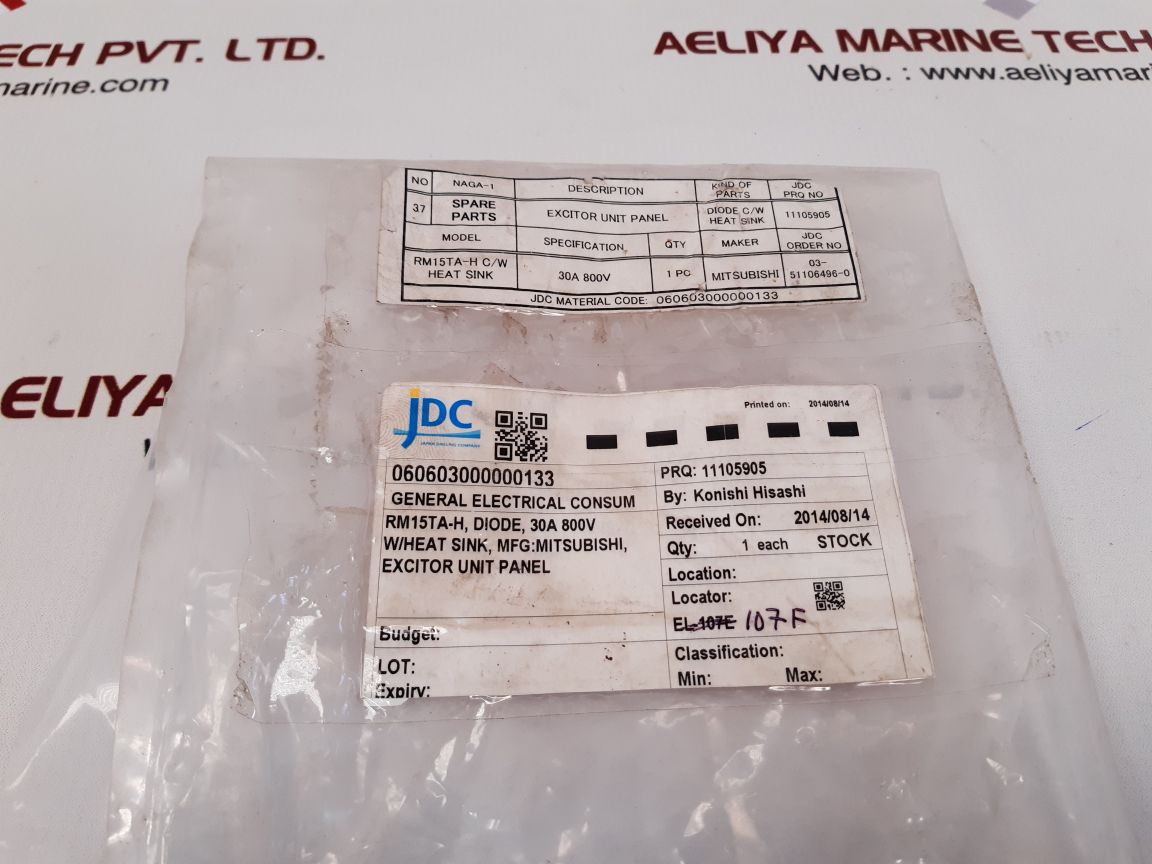 ECH PVT. LTD.
arine.com
AELIYA MARINE TECH
Web. : www.aeliyamari
AELIYA
NO NAGA-1 DESCRIPTION KIND OF PARTS JDC PRQ NO
37 SPARE PARTS EXCITOR UNIT PANEL DIODE C/W HEAT SINK 11105905
MODEL SPECIFICATION QTY MAKER JDC ORDER NO
RM15TA-H C/W HEAT SINK 30A 800V 1 PC MITSUBISHI 03-51106496-0
JDC MATERIAL CODE: 060603000000133
JDC
JAPAN DRILLING COMPANY
Printed on: 2014/08/14
060603000000133
GENERAL ELECTRICAL CONSUM
RM15TA-H, DIODE, 30A 800V
W/HEAT SINK, MFG:MITSUBISHI,
EXCITOR UNIT PANEL
Budget:
LOT:
Expiry:
PRQ: 11105905
By: Konishi Hisashi
Received On: 2014/08/14
Qty: 1 each STOCK
Location:
Locator:
EL-107E 107F
Classification:
Min: Max: